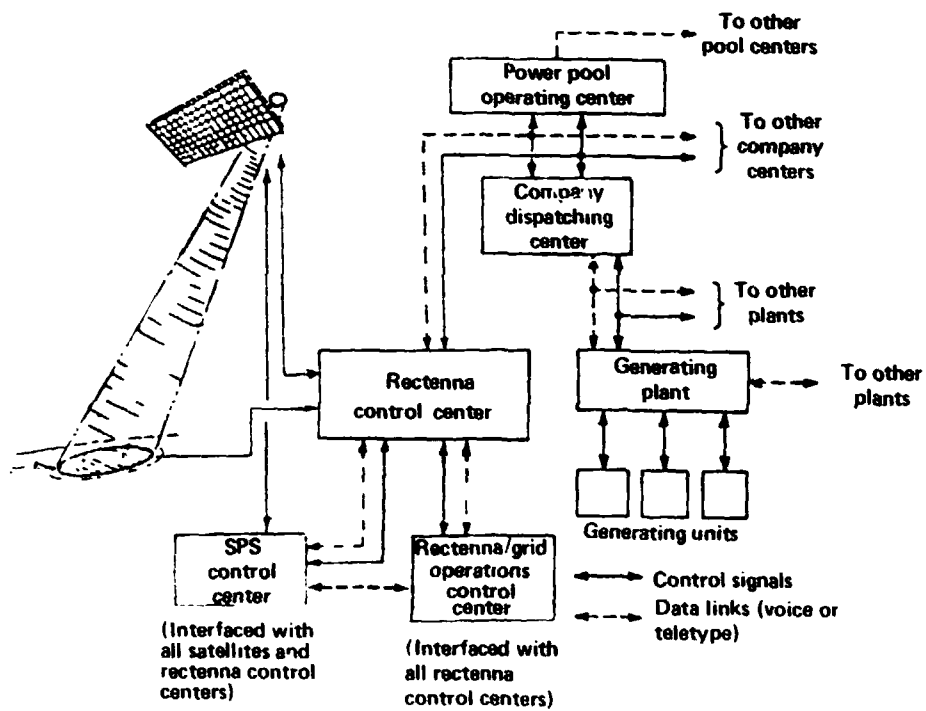 To other
pool centers
Power pool
operating center
To other
company
centers
Company
dispatching
center
To other
plants
Rectenna
control center
Generating
plant
To other
plants
Generating units
SPS
control
center
Rectenna/grid
operations
control
center
Control signals
Data links (voice or
teletype)
(Interfaced with
all satellites and
rectenna control
centers)
(Interfaced with
all rectenna
control centers)